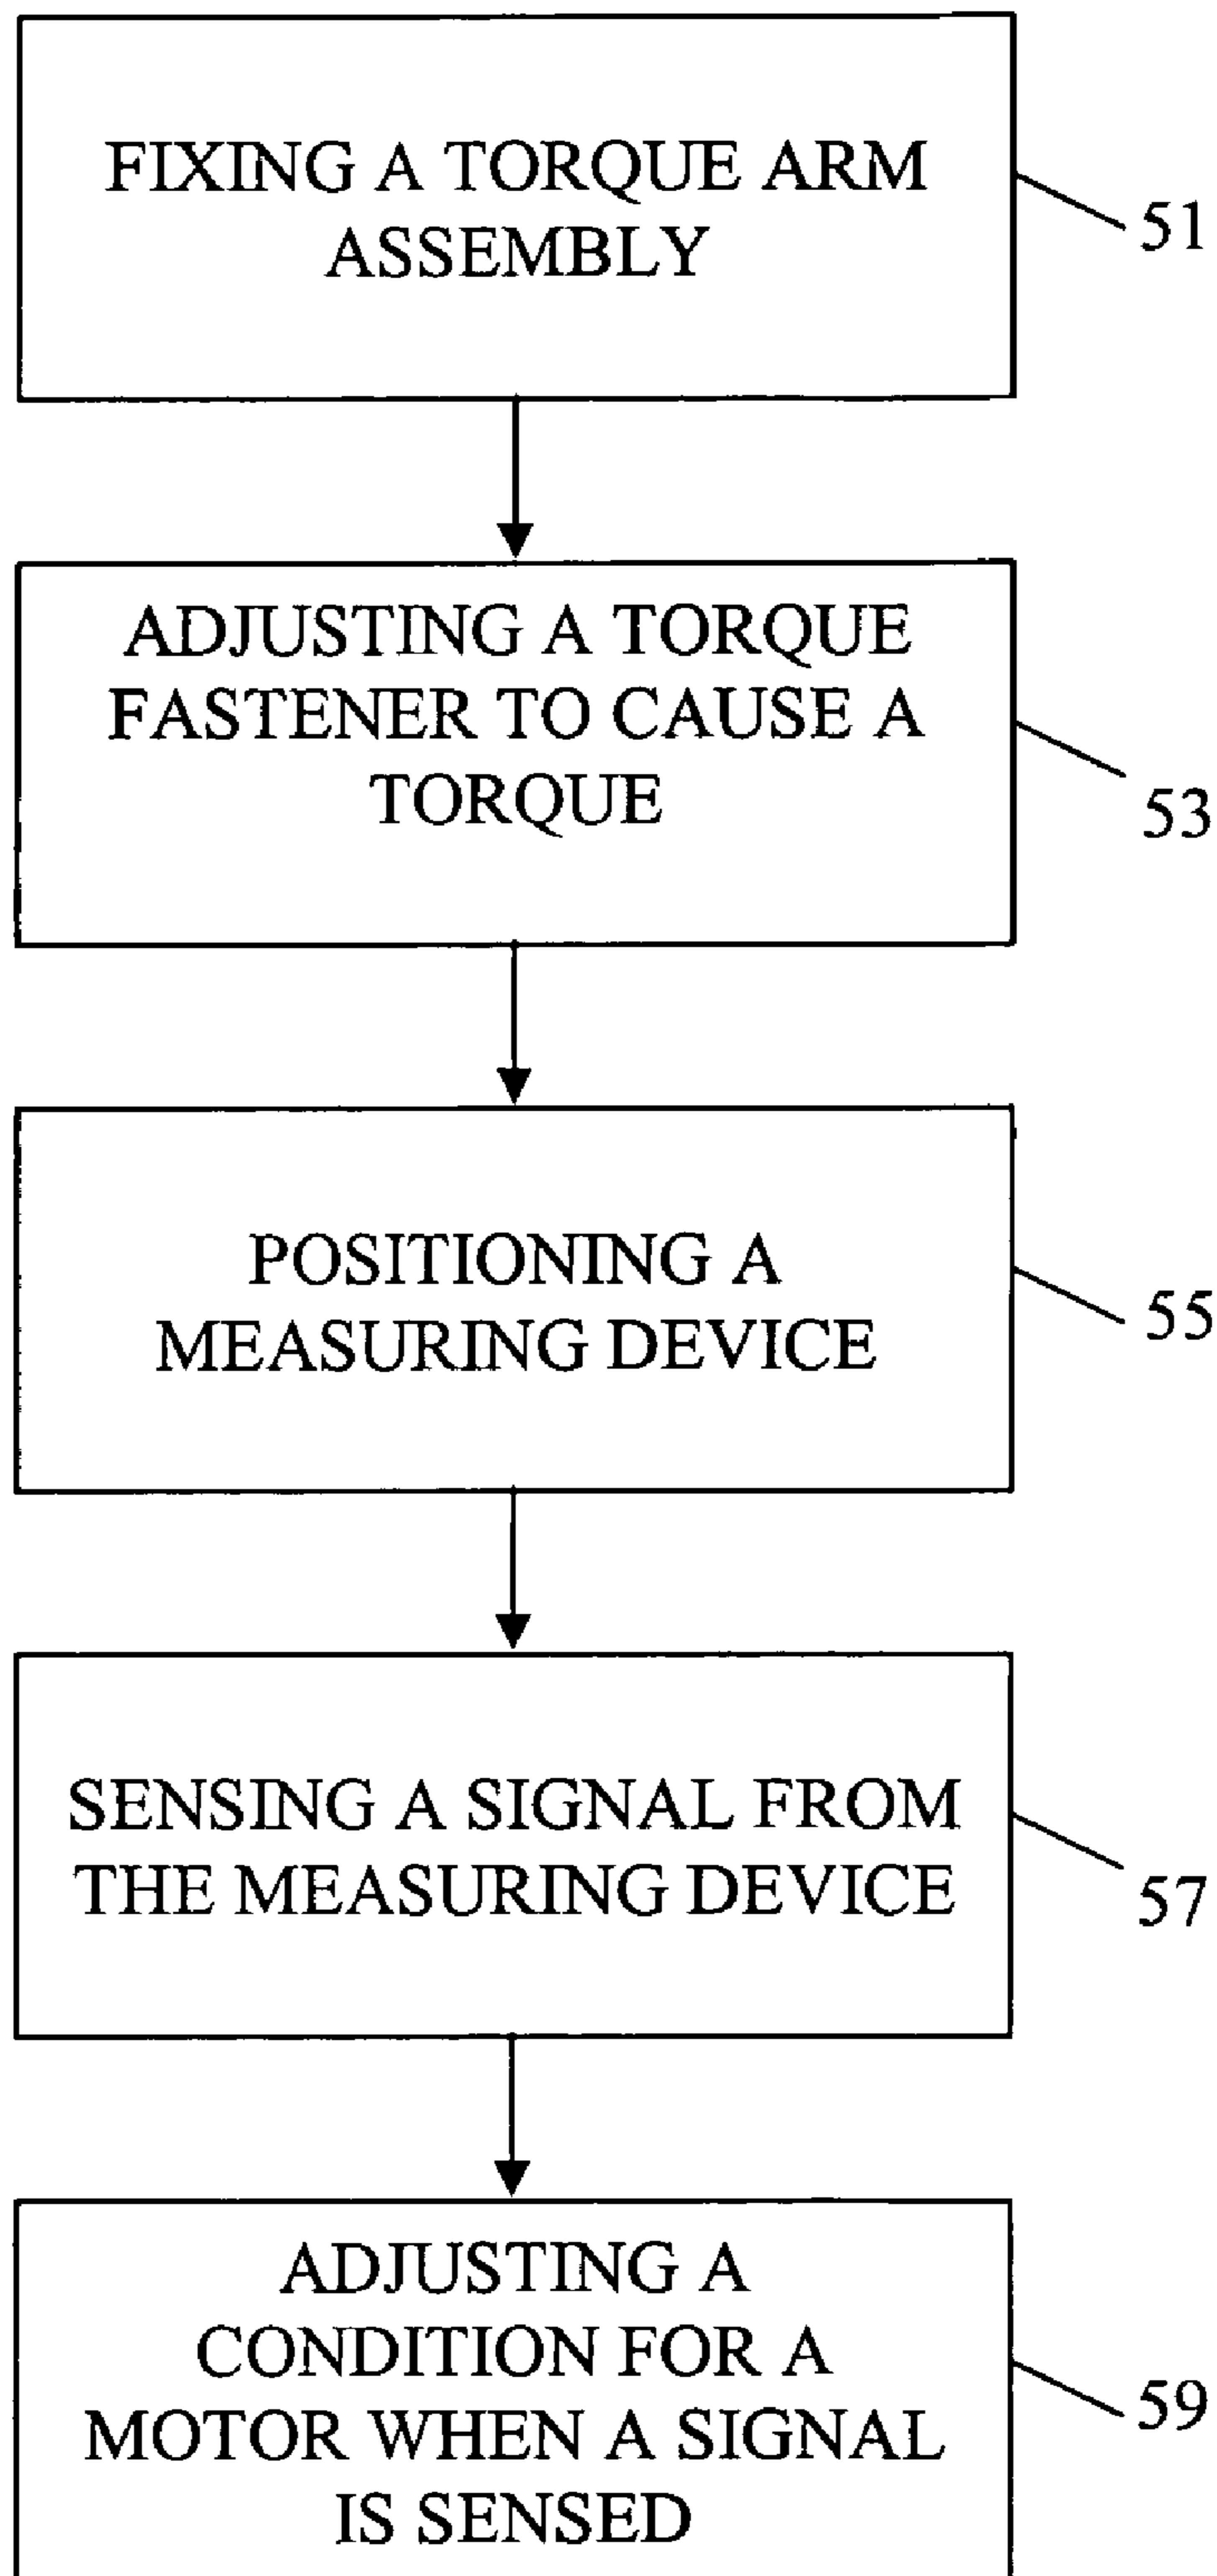 FIXING A TORQUE ARM
ASSEMBLY
51
ADJUSTING A TORQUE
FASTENER TO CAUSE A
TORQUE
53
POSITIONING A
MEASURING DEVICE
55
SENSING A SIGNAL FROM
THE MEASURING DEVICE
57
ADJUSTING A
CONDITION FOR A
MOTOR WHEN A SIGNAL
IS SENSED
59